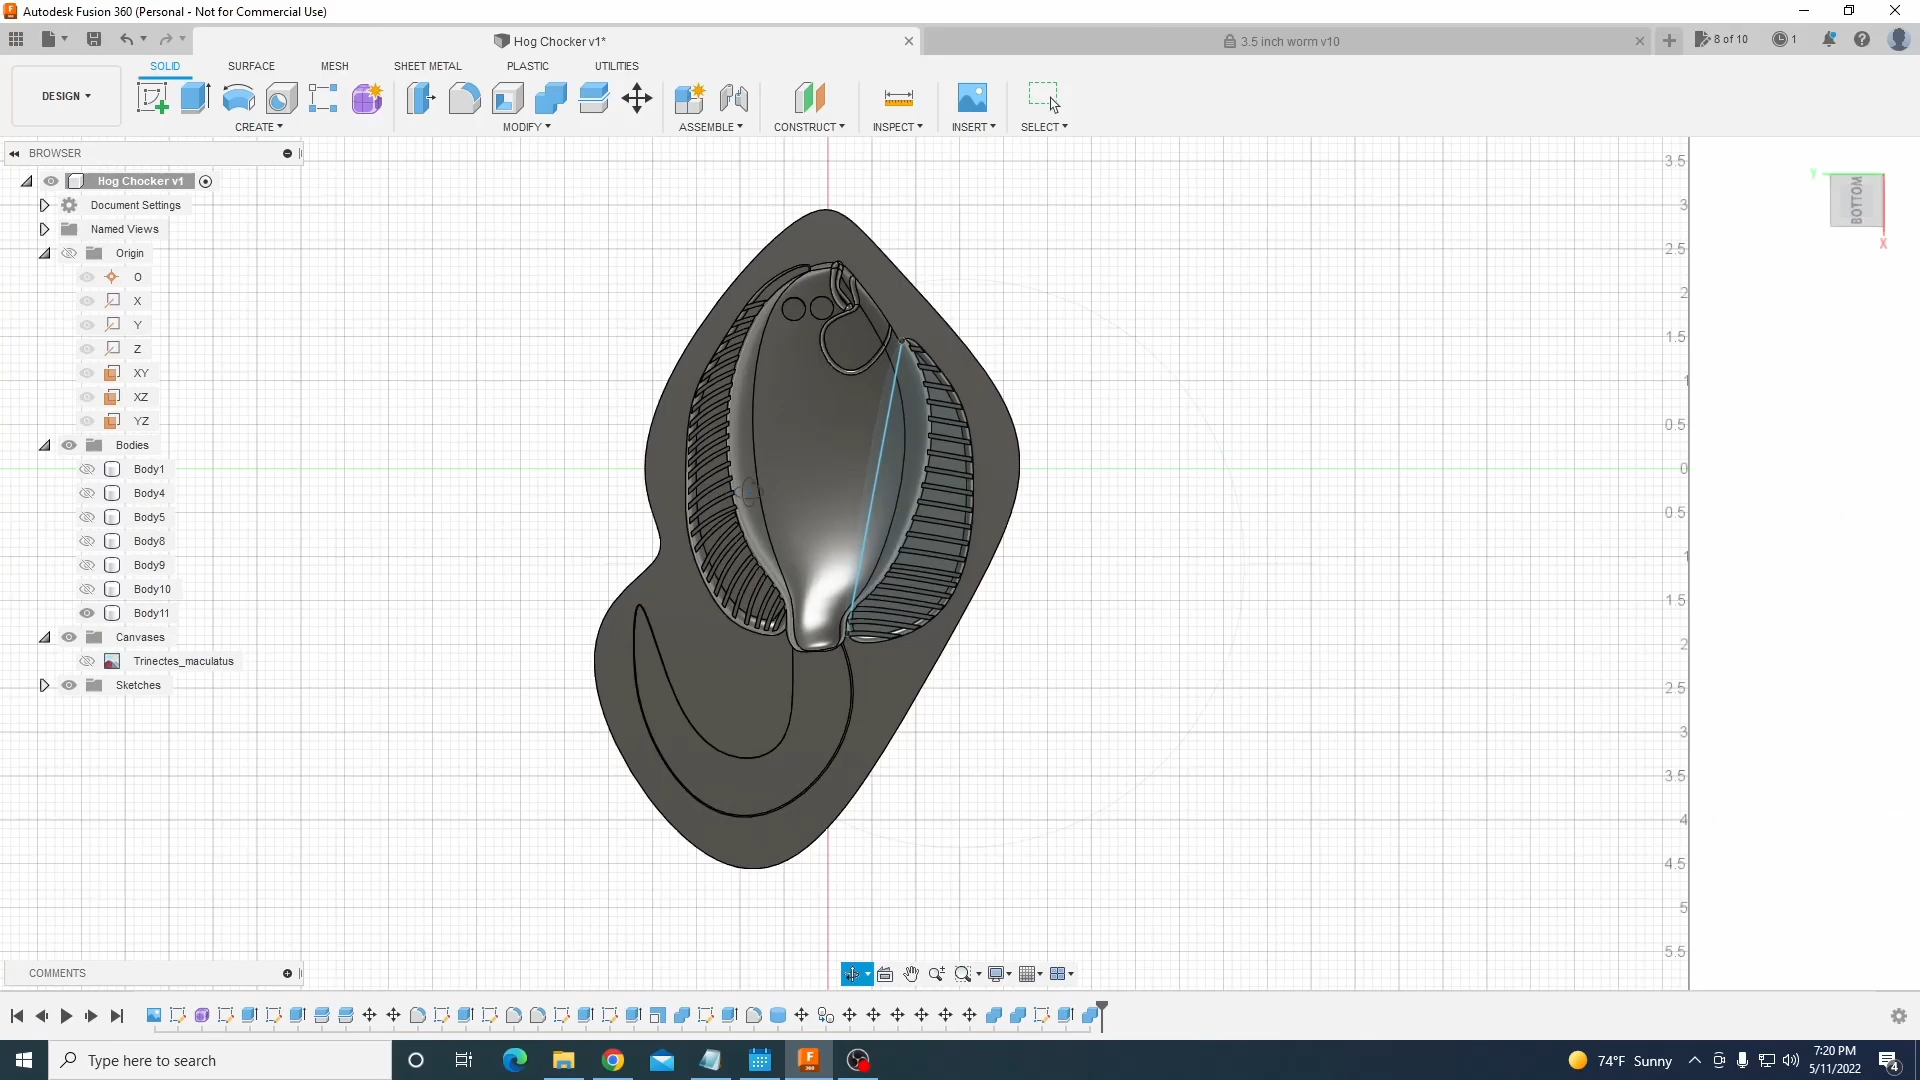 Autodesk Fusion 360 (Personal - Not for Commercial Use)
Hog Chocker v1*
3.5 inch worm v10
8 of 10
1
DESIGN
SOLID
SURFACE
MESH
SHEET METAL
PLASTIC
UTILITIES
CREATE
MODIFY
ASSEMBLE
CONSTRUCT
INSPECT
INSERT
SELECT
BROWSER
Hog Chocker v1
Document Settings
Named Views
Origin
O
X
Y
Z
XY
XZ
YZ
Bodies
Body1
Body4
Body5
Body8
Body9
Body10
Body11
Canvases
Trinectes_maculatus
Sketches
3.5
3
2.5
2
1.5
1
0.5
0
0.5
1
1.5
2
2.5
3
3.5
4
4.5
5
5.5
Y
BOTTOM
X
COMMENTS
Type here to search
F
360
74°F Sunny
7:20 PM
5/11/2022
4